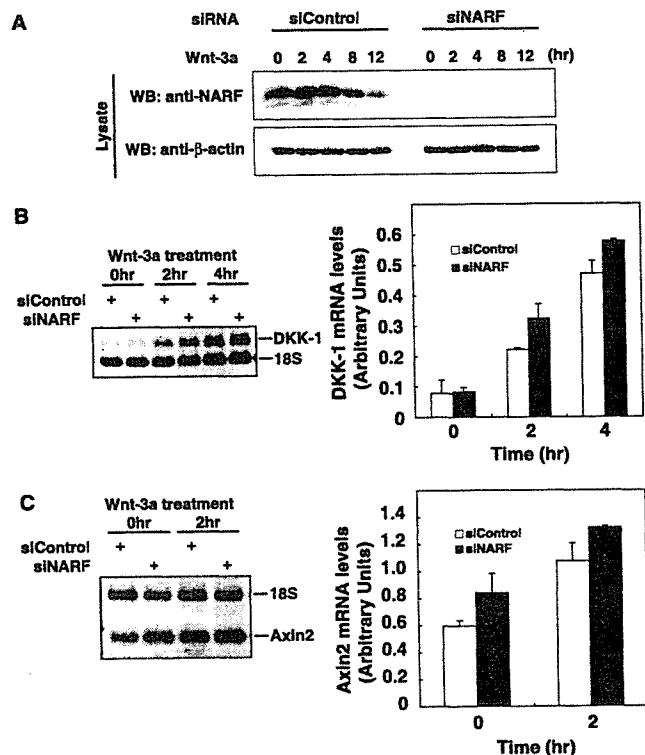 A
siRNA siControl siNARF
Wnt-3a 0 2 4 8 12 0 2 4 8 12 (hr)
Lysate
WB: anti-NARF
WB: anti-β-actin
B
Wnt-3a treatment
0hr 2hr 4hr
siControl + + +
siNARF + + +
DKK-1
18S
DKK-1 mRNA levels
(Arbitrary Units)
0.6
0.5
0.4
0.3
0.2
0.1
0
siControl
siNARF
0 2 4
Time (hr)
C
Wnt-3a treatment
0hr 2hr
siControl + +
siNARF + +
18S
Axin2
Axin2 mRNA levels
(Arbitrary Units)
1.4
1.2
1.0
0.8
0.6
0.4
0.2
0
siControl
siNARF
0 2
Time (hr)